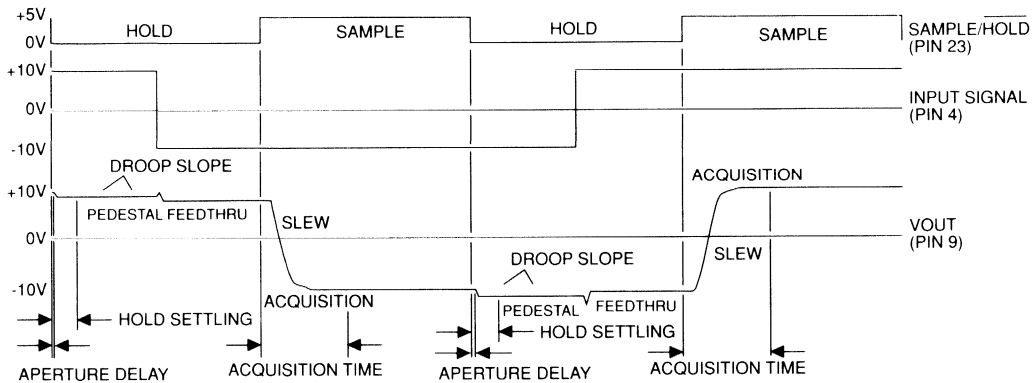 +5V
0V
HOLD
SAMPLE
HOLD
SAMPLE
SAMPLE/HOLD
(PIN 23)
+10V
0V
-10V
INPUT SIGNAL
(PIN 4)
DROOP SLOPE
+10V
PEDESTAL FEEDTHRU
SLEW
ACQUISITION
0V
VOUT
(PIN 9)
SLEW
DROOP SLOPE
-10V
ACQUISITION
PEDESTAL
FEEDTHRU
HOLD SETTLING
HOLD SETTLING
APERTURE DELAY
ACQUISITION TIME
APERTURE DELAY
ACQUISITION TIME